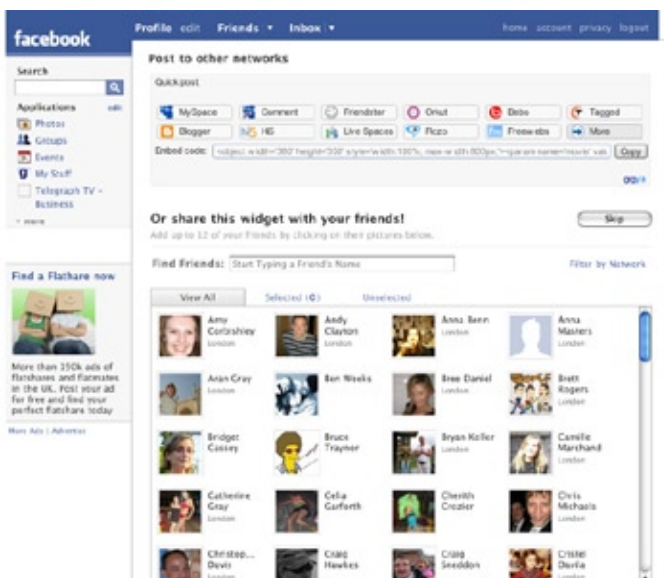 facebook
Profile edit Friends Inbox
home account privacy logout
Search
Applications edit
Photos
Groups
Events
My Stuff
Telegraph TV -
Business
more
Find a Flatshare now
More than 350k ads of
flatshares and flatmates
in the UK. Post your ad
for free and find your
perfect flatshare today
More Ads | Advertise
Post to other networks
Quick post
MySpace Comment Friendster Orkut Bebo Tagged
Blogger Hi5 Live Spaces Piczo Freewebs More
Embed code: Copy
Or share this widget with your friends! Skip
Add up to 12 of your friends by clicking on their pictures below.
Find Friends: Start Typing a Friend's Name Filter by Network
View All Selected (0) Unselected
Amy
Corbishley
London
Andy
Clayton
London
Anna Benn
London
Anna
Masters
London
Aran Gray
London
Ben Weeks
Bree Daniel
London
Brett
Rogers
London
Bridget
Cassey
London
Bruce
Traynor
Bryan Keller
London
Camille
Marchand
London
Catherine
Gray
London
Celia
Garforth
Cherith
Crozier
Chris
Michaels
London
Christop...
Davis
London
Craig
Hawkes
Craig
Sneddon
Cristel
Davila
London